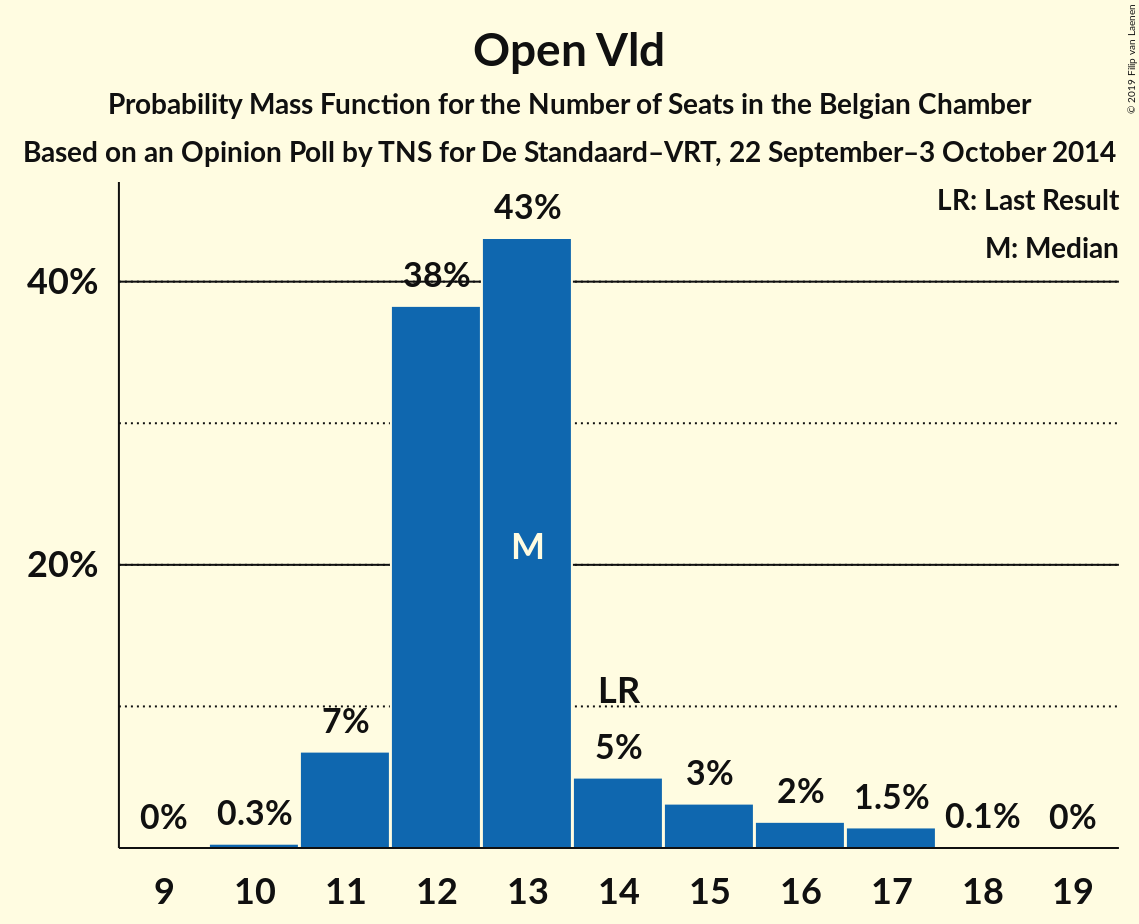 Open Vld
Probability Mass Function for the Number of Seats in the Belgian Chamber
Based on an Opinion Poll by TNS for De Standaard–VRT, 22 September–3 October 2014
© 2019 Filip van Laenen
LR: Last Result
M: Median
40%
20%
0%
0.3%
7%
38%
43%
M
LR
5%
3%
2%
1.5%
0.1%
0%
9 10 11 12 13 14 15 16 17 18 19